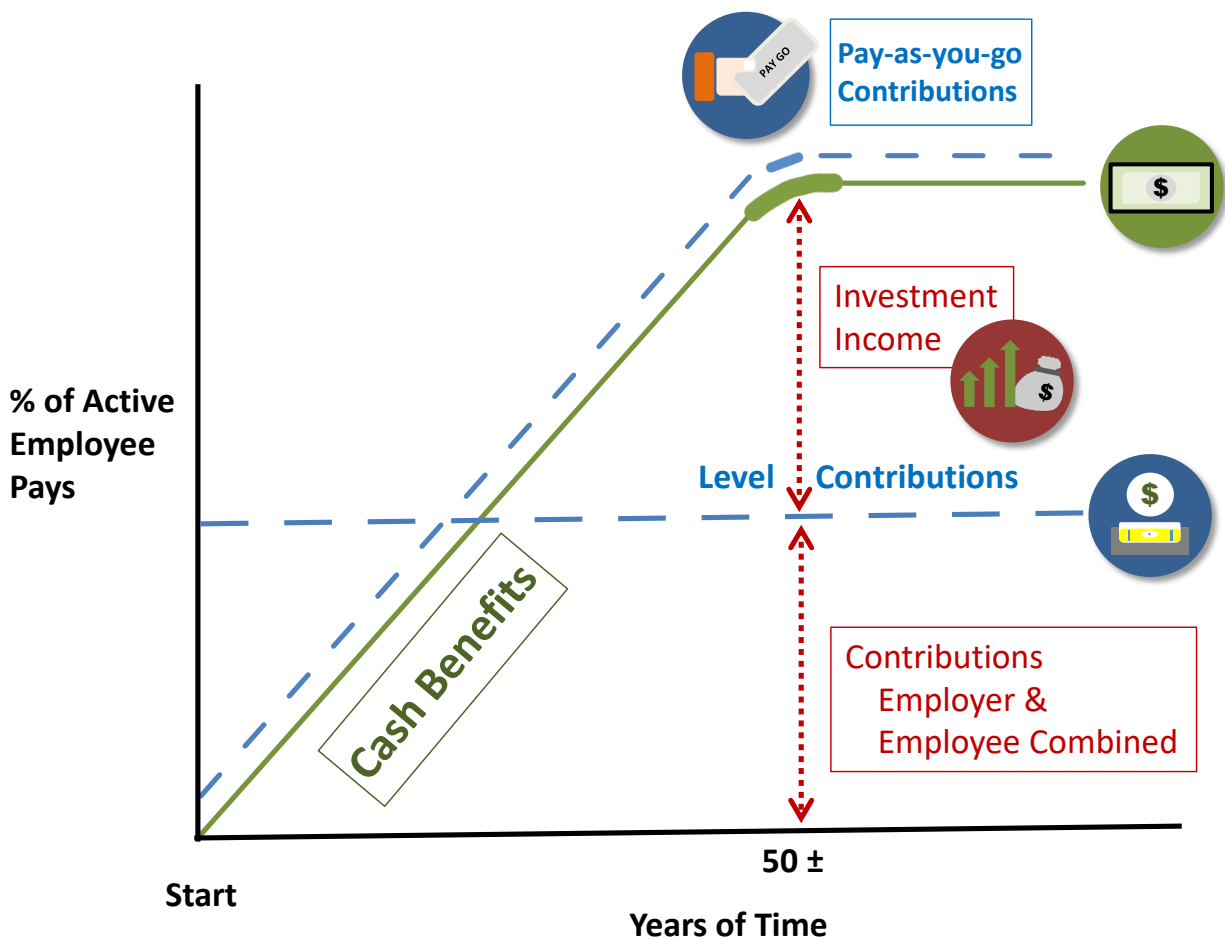 PAY GO
Pay-as-you-go
Contributions
$
Investment
Income
$
% of Active
Employee
Pays
Level Contributions
$
Cash Benefits
Contributions
Employer &
Employee Combined
50 ±
Start
Years of Time